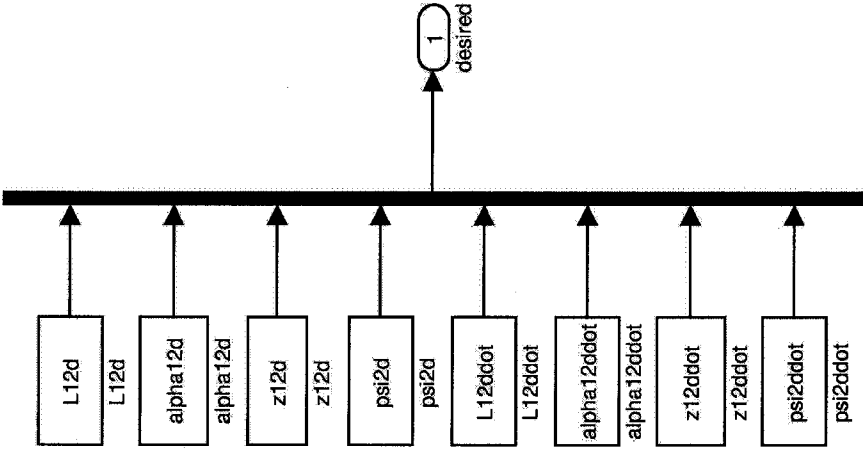 1
desired
L12d
L12d
alpha12d
alpha12d
z12d
z12d
psi2d
psi2d
L12ddot
L12ddot
alpha12ddot
alpha12ddot
z12ddot
z12ddot
psi2ddot
psi2ddot